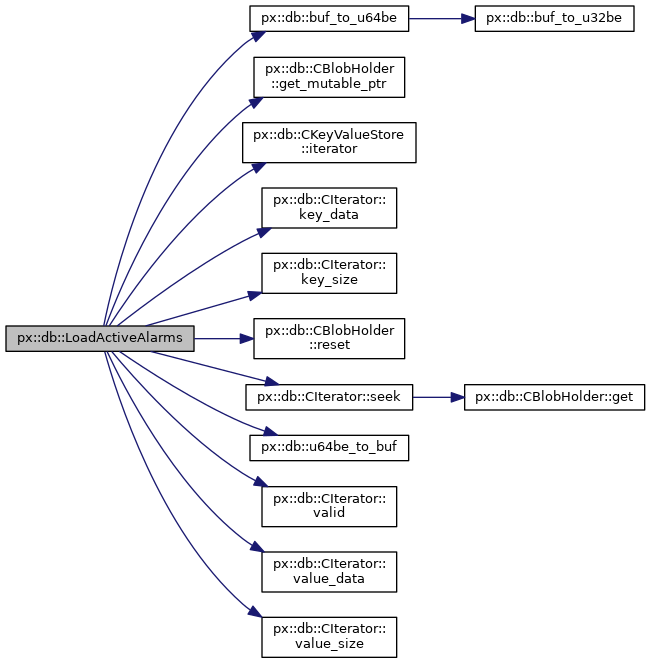 px::db::LoadActiveAlarms
px::db::buf_to_u64be
px::db::buf_to_u32be
px::db::CBlobHolder
::get_mutable_ptr
px::db::CKeyValueStore
::iterator
px::db::CIterator::
key_data
px::db::CIterator::
key_size
px::db::CBlobHolder
::reset
px::db::CIterator::seek
px::db::CBlobHolder::get
px::db::u64be_to_buf
px::db::CIterator::
valid
px::db::CIterator::
value_data
px::db::CIterator::
value_size